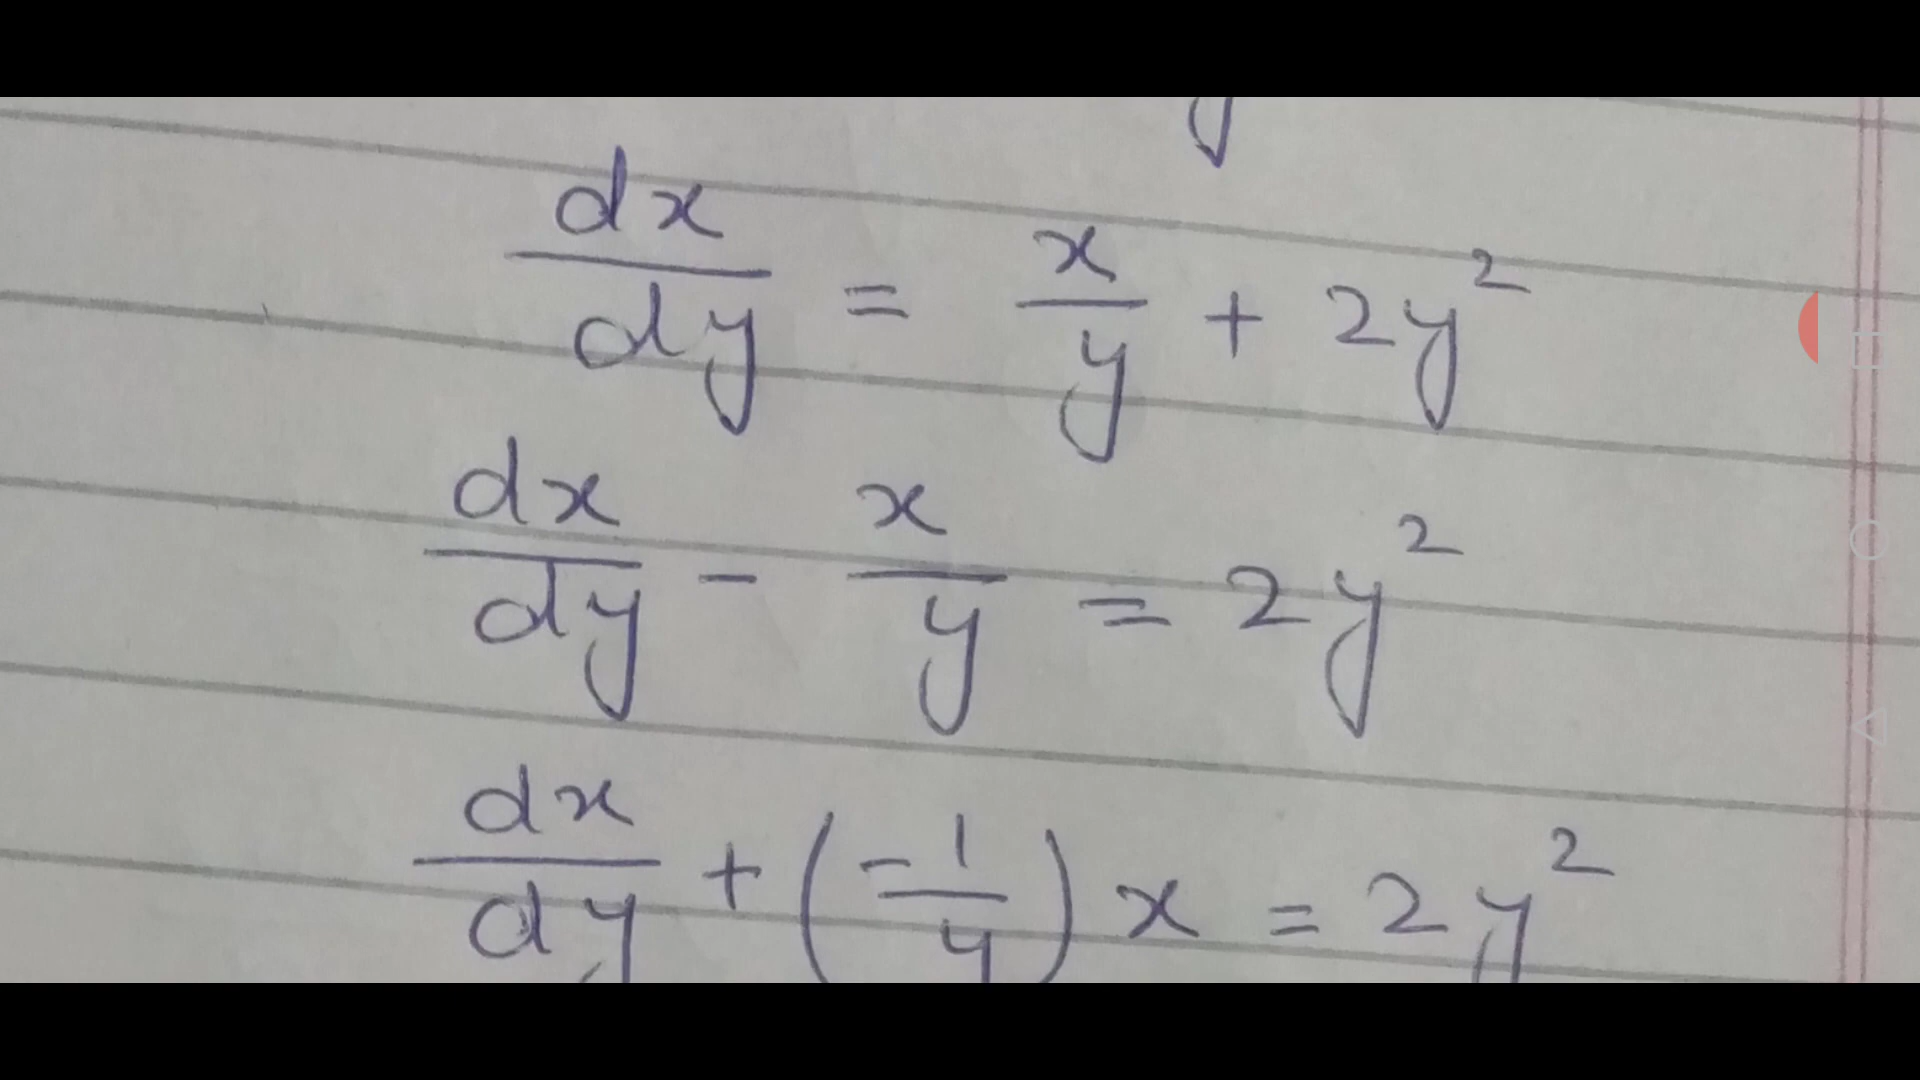 y
dx/dy = x/y + 2y²
dx/dy - x/y = 2y²
dx/dy + (-1/y) x = 2y²